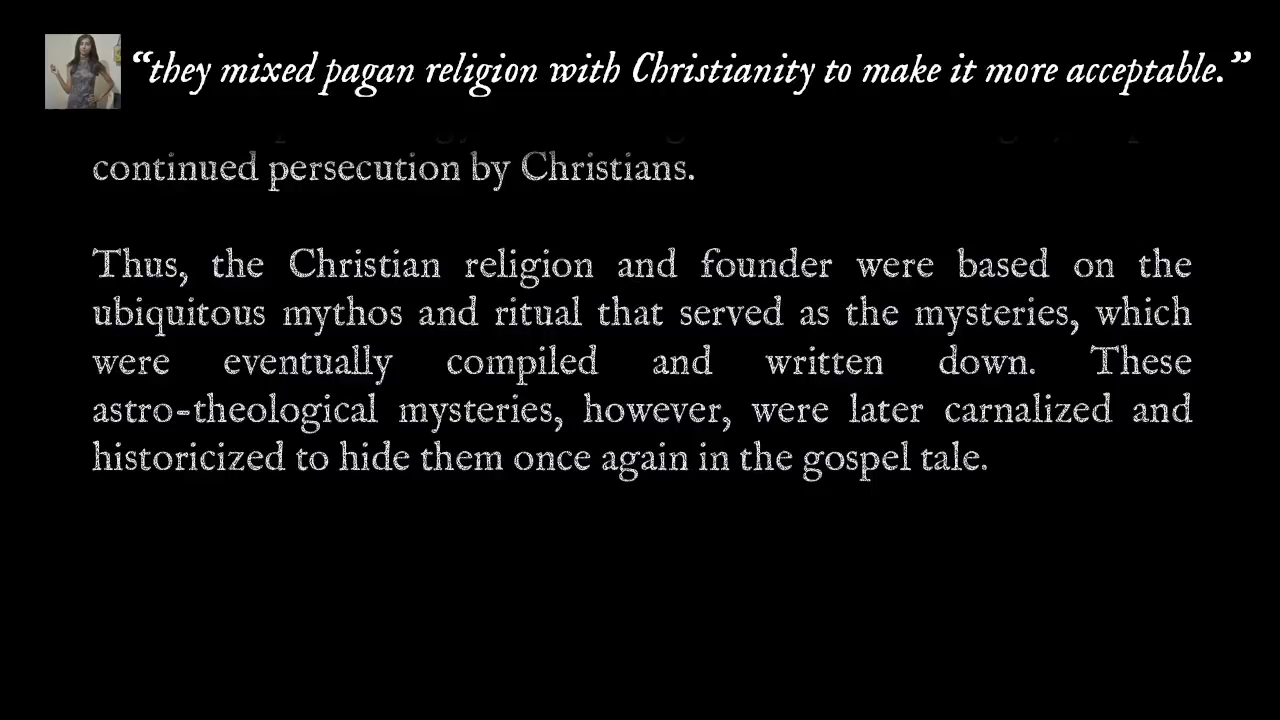 “they mixed pagan religion with Christianity to make it more acceptable.”
continued persecution by Christians.
Thus, the Christian religion and founder were based on the
ubiquitous mythos and ritual that served as the mysteries, which
were eventually compiled and written down. These
astro-theological mysteries, however, were later carnalized and
historicized to hide them once again in the gospel tale.